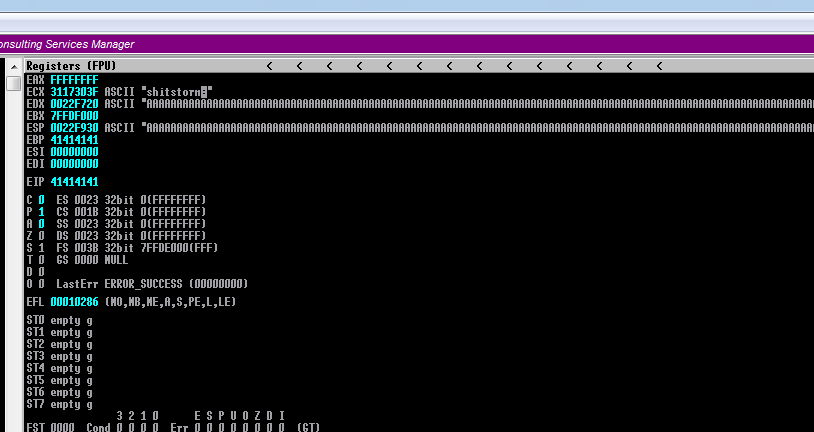 onsulting Services Manager
Registers (FPU) < < < < < < < < < < < < < <
EAX FFFFFFFF
ECX 3117303F ASCII "shitstorm"
EDX 0022F720 ASCII "AAAAAAAAAAAAAAAAAAAAAAAAAAAAAAAAAAAAAAAAAAAAAAAAAAAAAAAAAAAAAAAAAAAAAAAAAAAAAAAAAAAAAAAAAAAAAAAAAAAAAAAAAAAAAA
EBX 7FFDF000
ESP 0022F930 ASCII "AAAAAAAAAAAAAAAAAAAAAAAAAAAAAAAAAAAAAAAAAAAAAAAAAAAAAAAAAAAAAAAAAAAAAAAAAAAAAAAAAAAAAAAAAAAAAAAAAAAAAAAAAAAAAA
EBP 41414141
ESI 00000000
EDI 00000000
EIP 41414141
C 0 ES 0023 32bit 0(FFFFFFFF)
P 1 CS 001B 32bit 0(FFFFFFFF)
A 0 SS 0023 32bit 0(FFFFFFFF)
Z 0 DS 0023 32bit 0(FFFFFFFF)
S 1 FS 003B 32bit 7FFDE000(FFF)
T 0 GS 0000 NULL
D 0
O 0 LastErr ERROR_SUCCESS (00000000)
EFL 00010286 (NO,NB,NE,A,S,PE,L,LE)
ST0 empty g
ST1 empty g
ST2 empty g
ST3 empty g
ST4 empty g
ST5 empty g
ST6 empty g
ST7 empty g
3 2 1 0 E S P U O Z D I
FST 0000 Cond 0 0 0 0 Err 0 0 0 0 0 0 0 0 (GT)